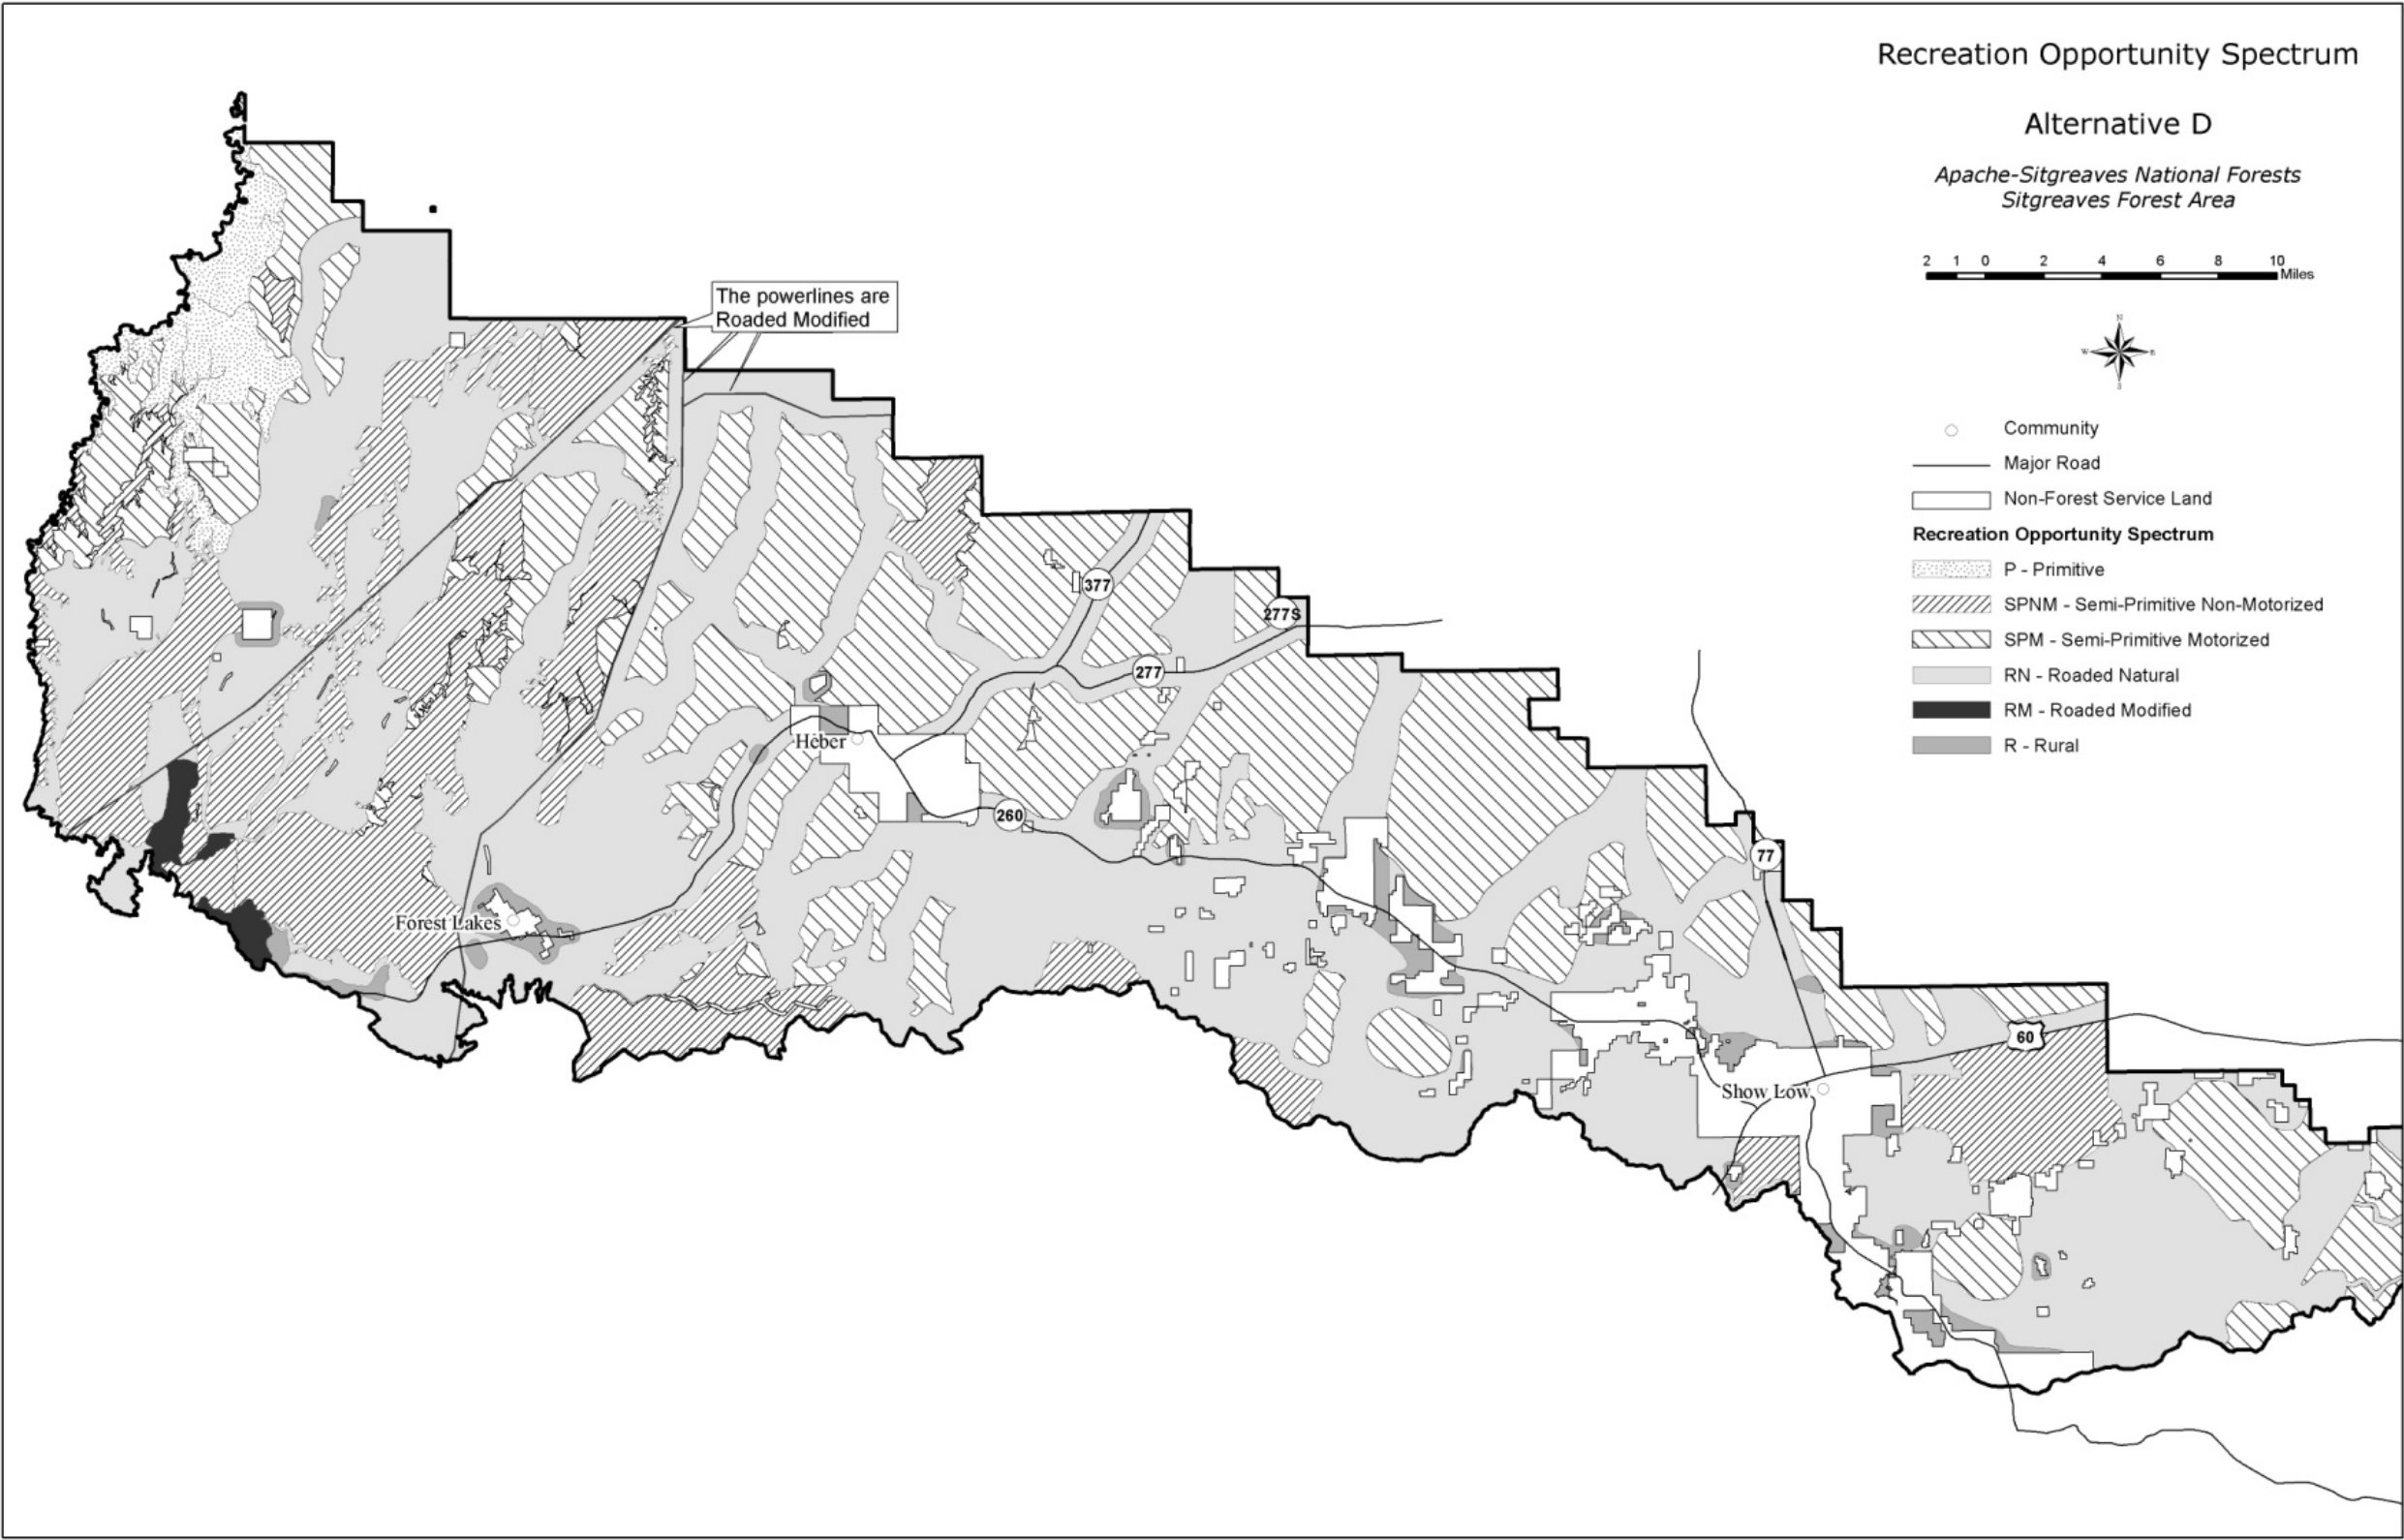 Recreation Opportunity Spectrum
Alternative D
Apache-Sitgreaves National Forests
Sitgreaves Forest Area
2 1 0 2 4 6 8 10
Miles
N
W E
S
Community
Major Road
Non-Forest Service Land
Recreation Opportunity Spectrum
P - Primitive
SPNM - Semi-Primitive Non-Motorized
SPM - Semi-Primitive Motorized
RN - Roaded Natural
RM - Roaded Modified
R - Rural
The powerlines are
Roaded Modified
377
277S
277
Heber
260
77
Forest Lakes
60
Show Low